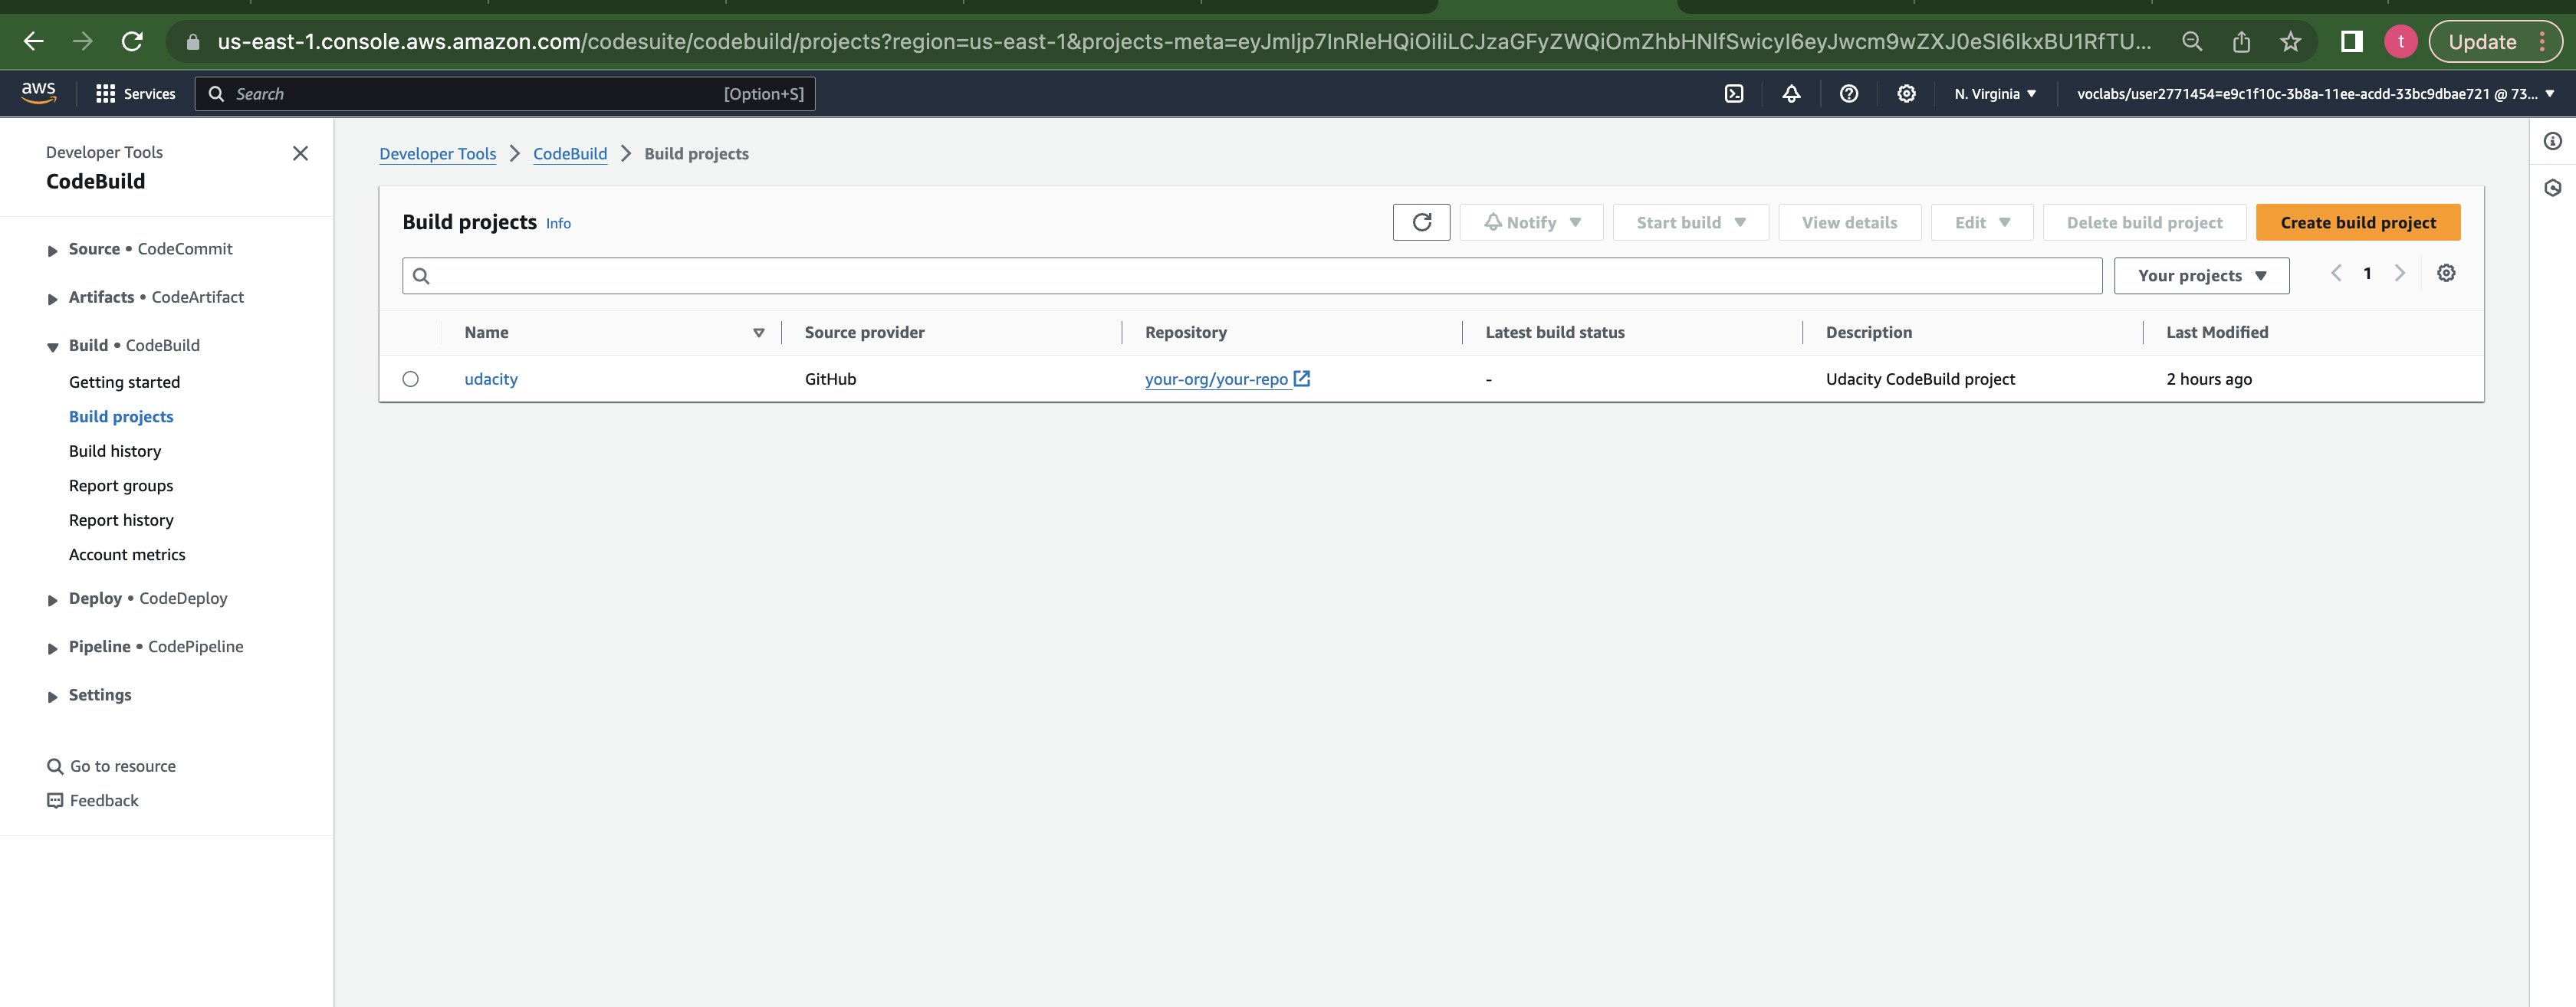 us-east-1.console.aws.amazon.com/codesuite/codebuild/projects?region=us-east-1&projects-meta=eyJmIjp7InRleHQiOiIiLCJzaGFyZWQiOmZhbHNlfSwicyI6eyJwcm9wZXJ0eSI6IkxBU1RfTU...
t
Update
aws
Services
Search
[Option+S]
N. Virginia
voclabs/user2771454=e9c1f10c-3b8a-11ee-acdd-33bc9dbae721 @ 73...
Developer Tools
CodeBuild
Source • CodeCommit
Artifacts • CodeArtifact
Build • CodeBuild
Getting started
Build projects
Build history
Report groups
Report history
Account metrics
Deploy • CodeDeploy
Pipeline • CodePipeline
Settings
Go to resource
Feedback
Developer Tools > CodeBuild > Build projects
Build projects Info
Notify
Start build
View details
Edit
Delete build project
Create build project
Your projects
1
Name Source provider Repository Latest build status Description Last Modified
udacity GitHub your-org/your-repo - Udacity CodeBuild project 2 hours ago